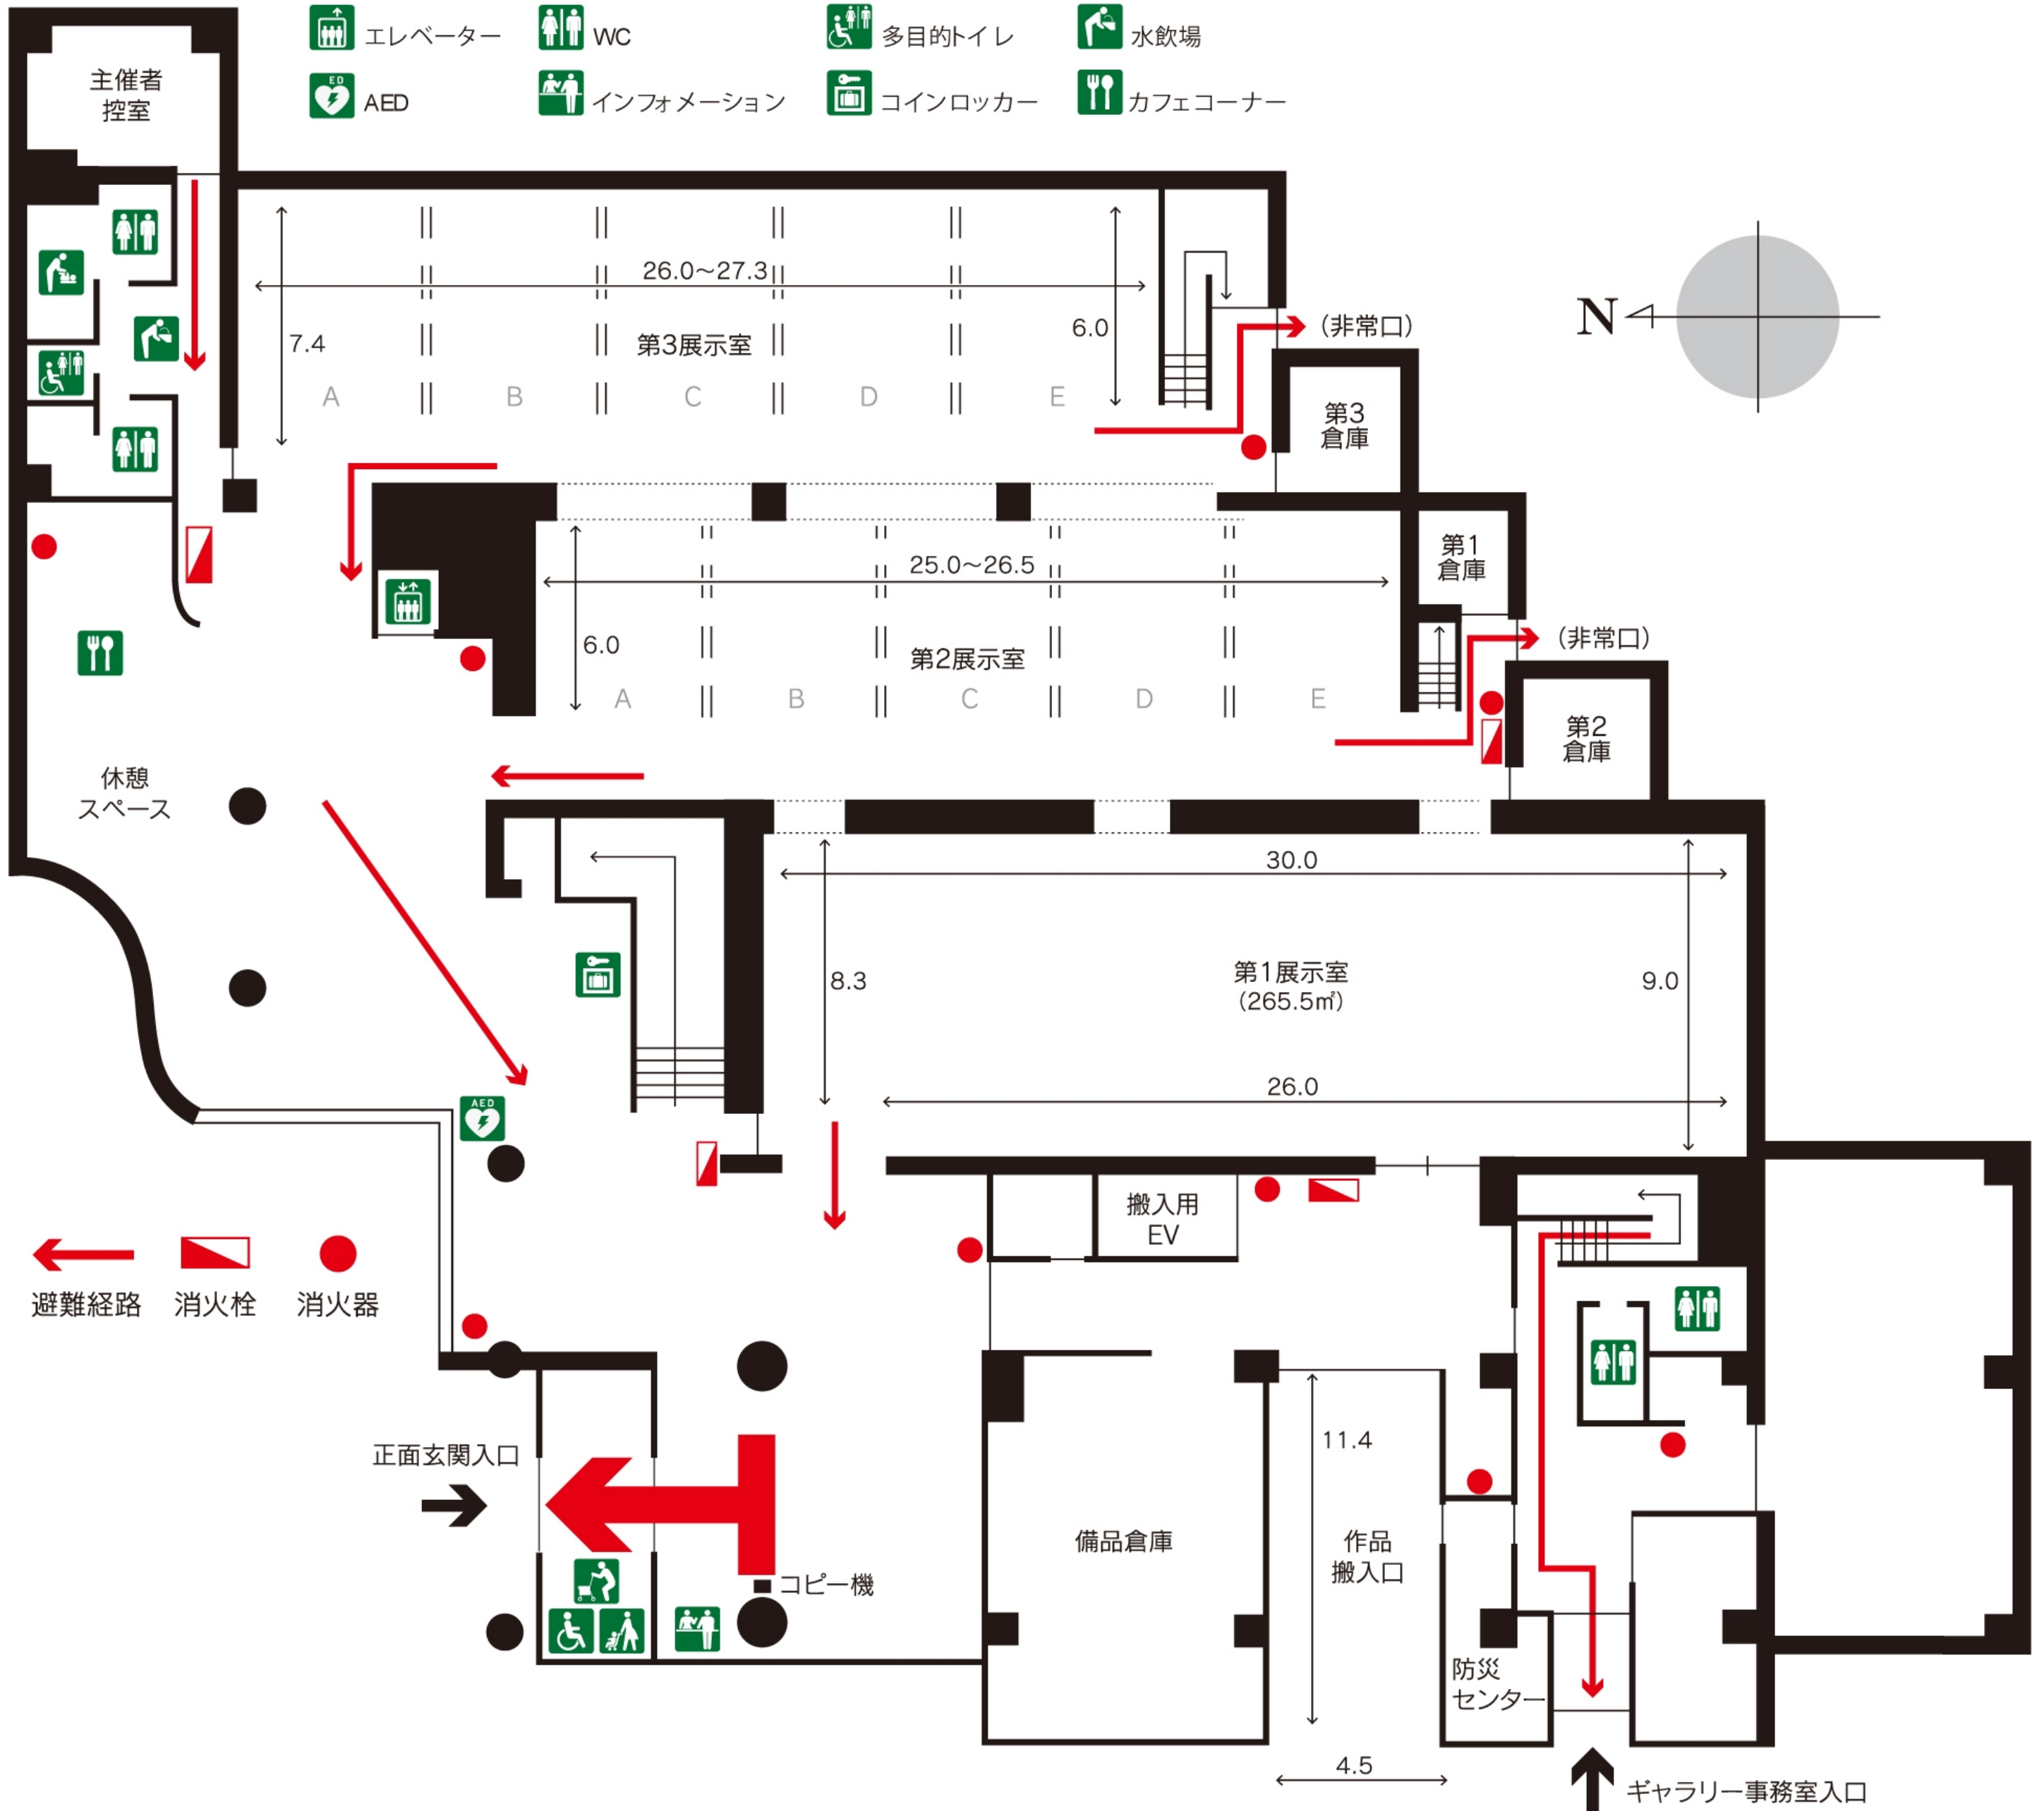 エレベーター
WC
多目的トイレ
水飲場
ED
AED
インフォメーション
コインロッカー
カフェコーナー
主催者
控室
26.0〜27.3
7.4
第3展示室
6.0
(非常口)
N
A
B
C
D
E
第3
倉庫
25.0〜26.5
第1
倉庫
6.0
第2展示室
(非常口)
A
B
C
D
E
第2
倉庫
休憩
スペース
30.0
8.3
第1展示室
(265.5㎡)
9.0
26.0
AED
搬入用
EV
避難経路
消火栓
消火器
正面玄関入口
11.4
備品倉庫
作品
搬入口
コピー機
防災
センター
4.5
ギャラリー事務室入口